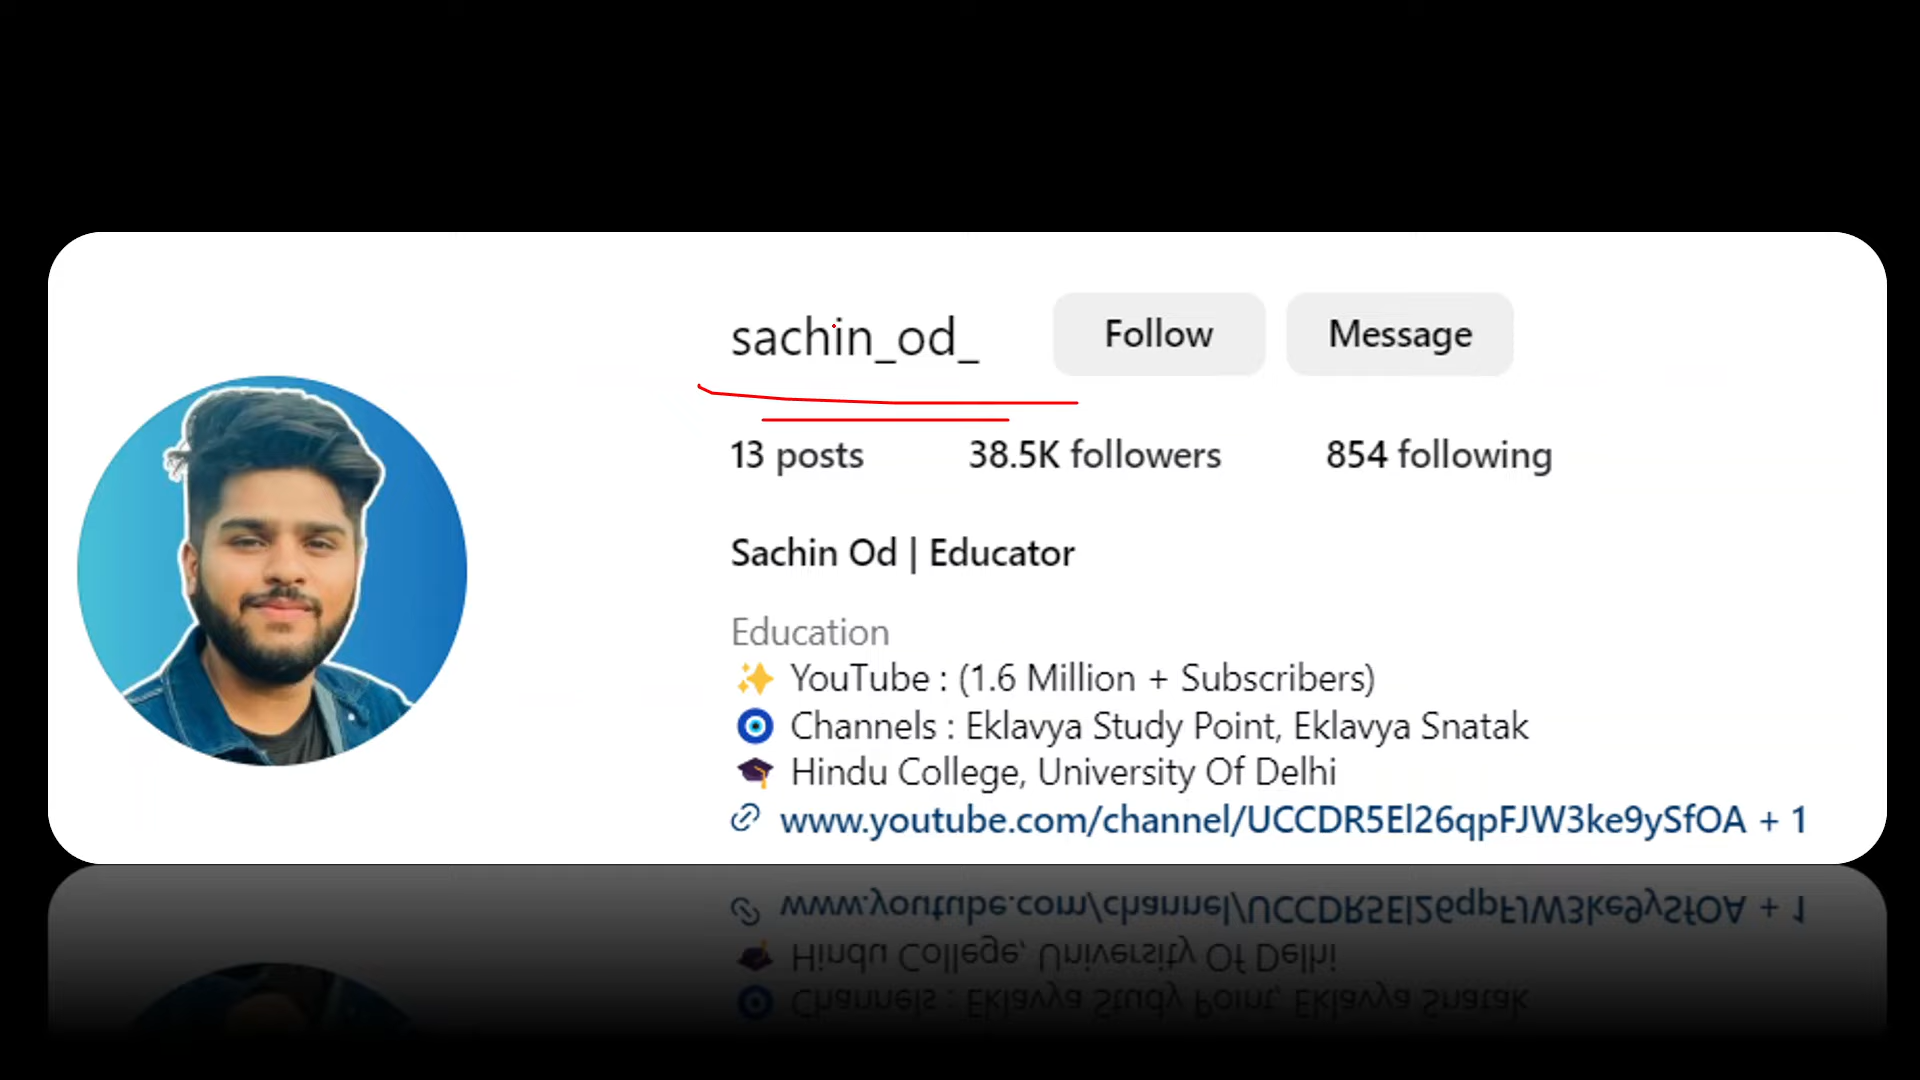 sachin_od_ Follow Message
13 posts 38.5K followers 854 following
Sachin Od | Educator
Education
✨ YouTube : (1.6 Million + Subscribers)
🧿 Channels : Eklavya Study Point, Eklavya Snatak
🎓 Hindu College, University Of Delhi
www.youtube.com/channel/UCCDR5El26qpFJW3ke9ySfOA + 1